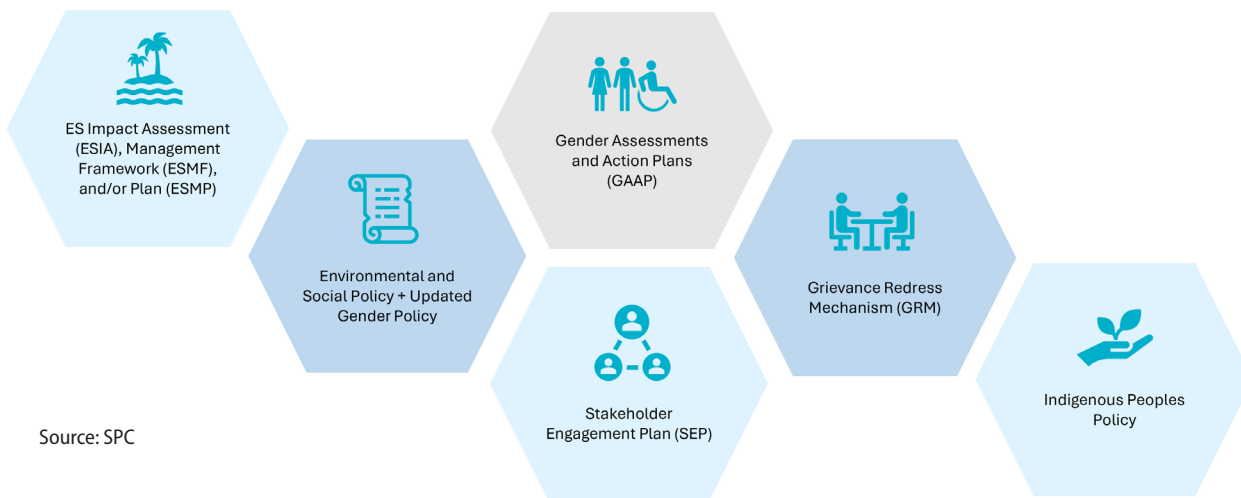 ES Impact Assessment
(ESIA), Management
Framework (ESMF),
and/or Plan (ESMP)
Environmental and
Social Policy + Updated
Gender Policy
Gender Assessments
and Action Plans
(GAAP)
Stakeholder
Engagement Plan (SEP)
Grievance Redress
Mechanism (GRM)
Indigenous Peoples
Policy
Source: SPC